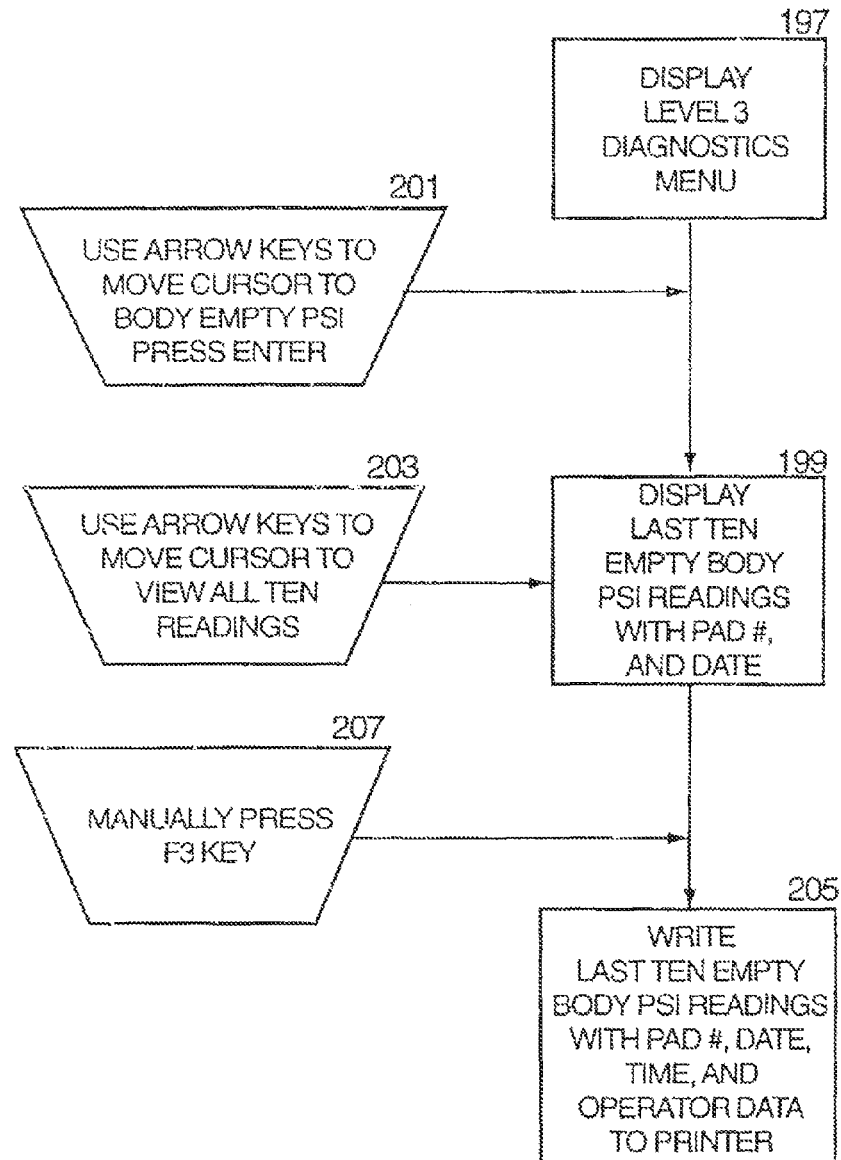 197
DISPLAY
LEVEL 3
DIAGNOSTICS
MENU
201
USE ARROW KEYS TO
MOVE CURSOR TO
BODY EMPTY PSI
PRESS ENTER
203
USE ARROW KEYS TO
MOVE CURSOR TO
VIEW ALL TEN
READINGS
199
DISPLAY
LAST TEN
EMPTY BODY
PSI READINGS
WITH PAD #,
AND DATE
207
MANUALLY PRESS
F3 KEY
205
WRITE
LAST TEN EMPTY
BODY PSI READINGS
WITH PAD #, DATE,
TIME, AND
OPERATOR DATA
TO PRINTER